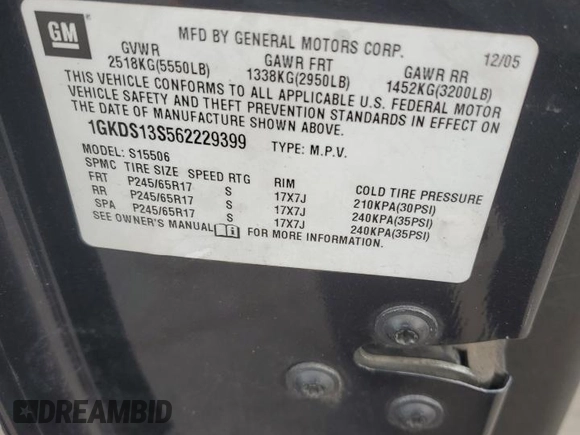 GM
MFD BY GENERAL MOTORS CORP. 12/05
GVWR GAWR FRT GAWR RR
2518KG(5550LB) 1338KG(2950LB) 1452KG(3200LB)
THIS VEHICLE CONFORMS TO ALL APPLICABLE U.S. FEDERAL MOTOR
VEHICLE SAFETY AND THEFT PREVENTION STANDARDS IN EFFECT ON
THE DATE OF MANUFACTURE SHOWN ABOVE.
1GKDS13S562229399 TYPE: M.P.V.
MODEL: S15506
SPMC TIRE SIZE SPEED RTG RIM COLD TIRE PRESSURE
FRT P245/65R17 S 17X7J 210KPA(30PSI)
RR P245/65R17 S 17X7J 240KPA(35PSI)
SPA P245/65R17 S 17X7J 240KPA(35PSI)
SEE OWNER'S MANUAL FOR MORE INFORMATION.
DREAMBID